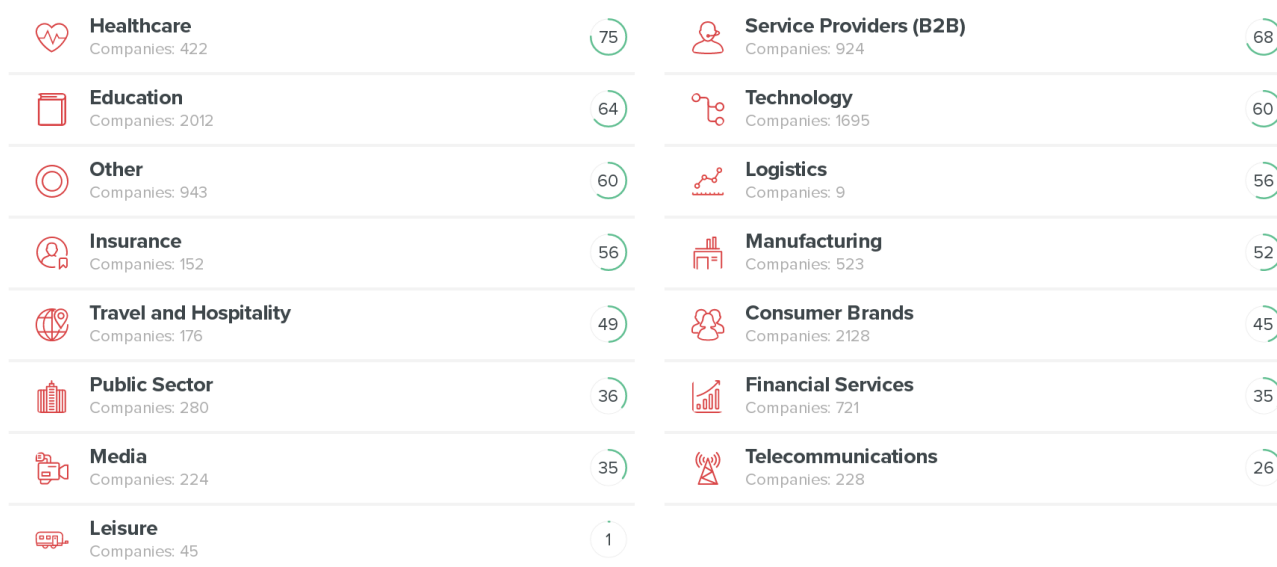 Healthcare
Companies: 422
75
Service Providers (B2B)
Companies: 924
68
Education
Companies: 2012
64
Technology
Companies: 1695
60
Other
Companies: 943
60
Logistics
Companies: 9
56
Insurance
Companies: 152
56
Manufacturing
Companies: 523
52
Travel and Hospitality
Companies: 176
49
Consumer Brands
Companies: 2128
45
Public Sector
Companies: 280
36
Financial Services
Companies: 721
35
Media
Companies: 224
35
Telecommunications
Companies: 228
26
Leisure
Companies: 45
1